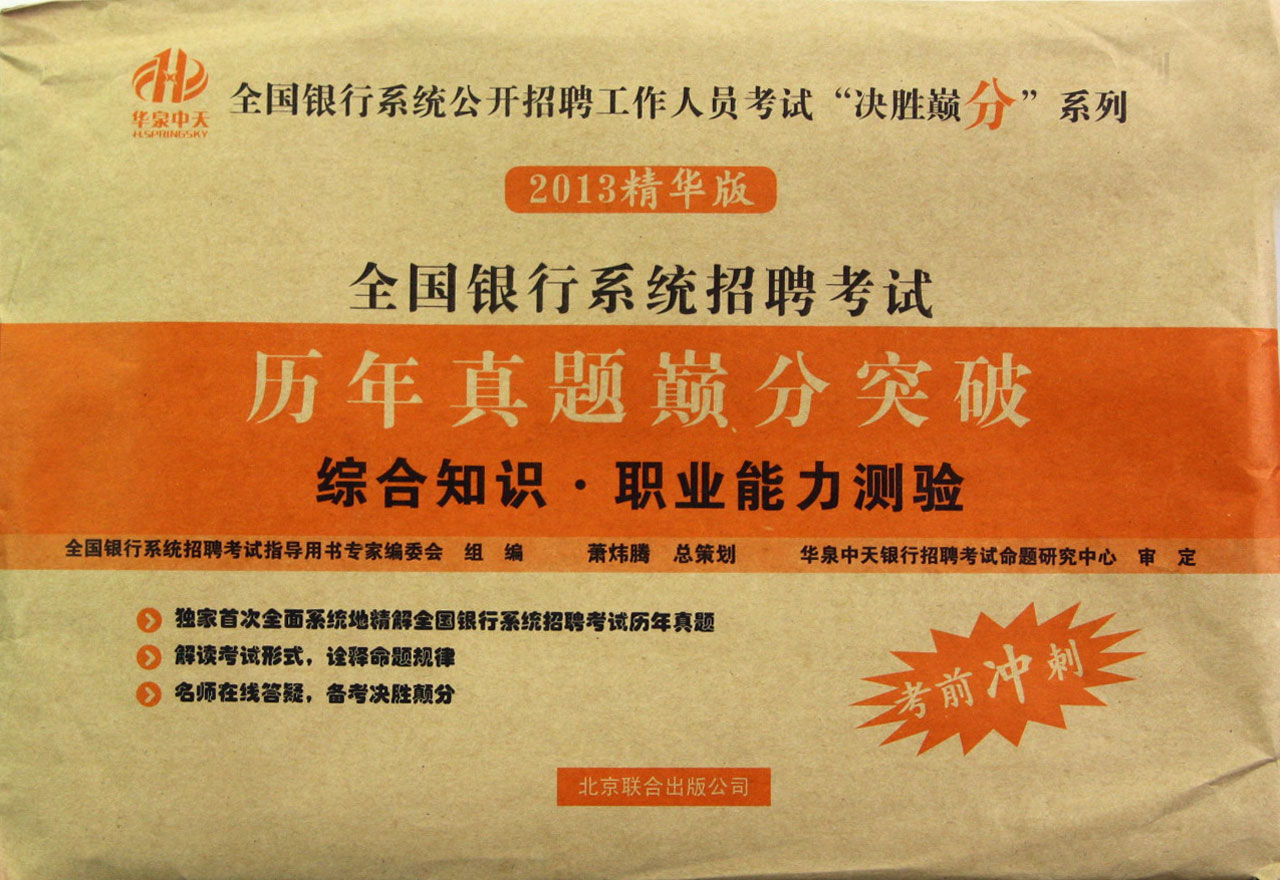 华泉中天
H.SPRINGSKY
全国银行系统公开招聘工作人员考试“决胜巅分”系列
2013精华版
全国银行系统招聘考试
历年真题巅分突破
综合知识·职业能力测验
全国银行系统招聘考试指导用书专家编委会 组 编 萧炜腾 总策划 华泉中天银行招聘考试命题研究中心 审 定
独家首次全面系统地精解全国银行系统招聘考试历年真题
解读考试形式，诠释命题规律
名师在线答疑，备考决胜颠分
考前冲刺
北京联合出版公司